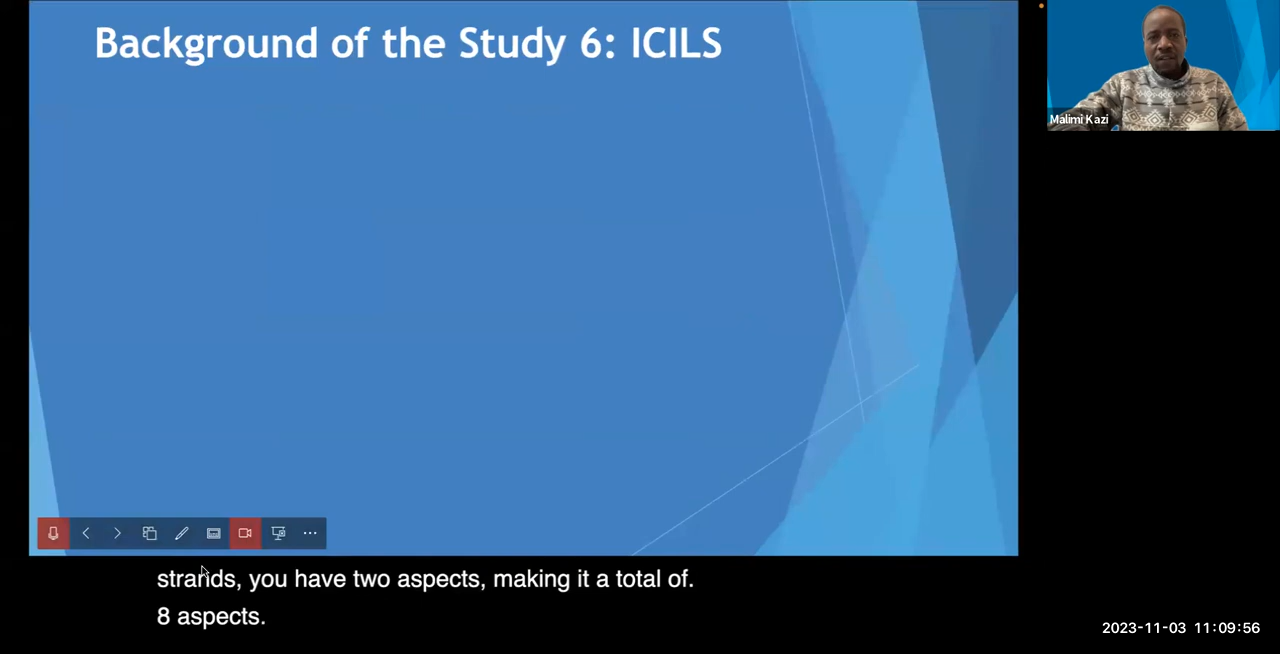 Background of the Study 6: ICILS
Malimi Kazi
strands, you have two aspects, making it a total of.
8 aspects.
2023-11-03 11:09:56